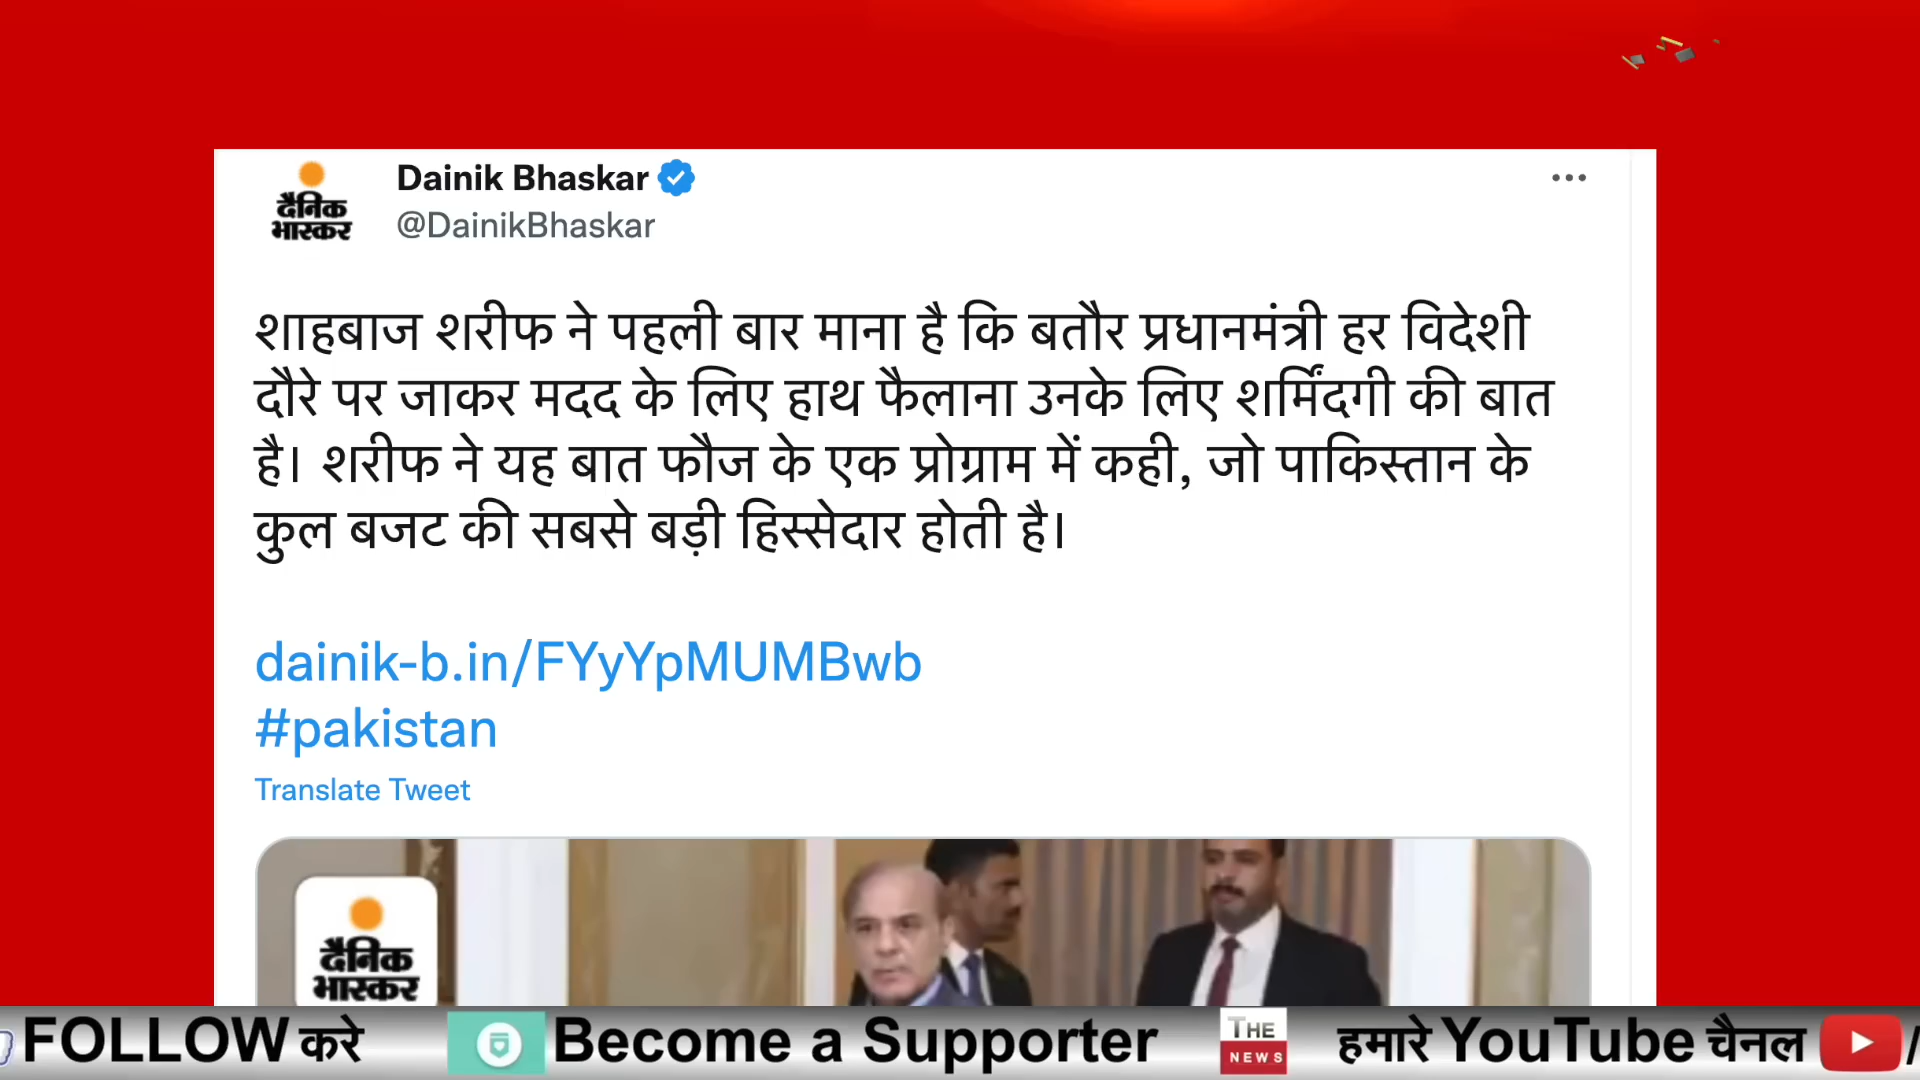 दैनिक
भास्कर
Dainik Bhaskar
@DainikBhaskar
शाहबाज शरीफ ने पहली बार माना है कि बतौर प्रधानमंत्री हर विदेशी
दौरे पर जाकर मदद के लिए हाथ फैलाना उनके लिए शर्मिंदगी की बात
है। शरीफ ने यह बात फौज के एक प्रोग्राम में कही, जो पाकिस्तान के
कुल बजट की सबसे बड़ी हिस्सेदार होती है।
dainik-b.in/FYyYpMUMBwb
#pakistan
Translate Tweet
दैनिक
भास्कर
FOLLOW करे Become a Supporter THE NEWS हमारे YouTube चैनल /